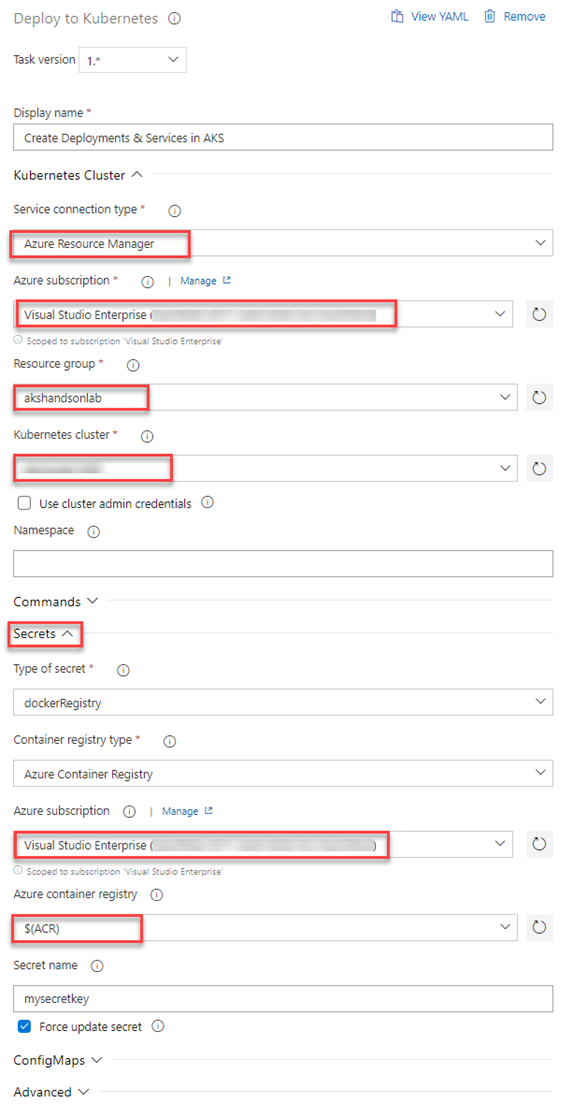 Deploy to Kubernetes
View YAML
Remove
Task version
1.*
Display name *
Create Deployments & Services in AKS
Kubernetes Cluster
Service connection type *
Azure Resource Manager
Azure subscription *
| Manage
Visual Studio Enterprise (
Scoped to subscription 'Visual Studio Enterprise'
Resource group *
akshandsonlab
Kubernetes cluster *
Use cluster admin credentials
Namespace
Commands
Secrets
Type of secret *
dockerRegistry
Container registry type *
Azure Container Registry
Azure subscription
| Manage
Visual Studio Enterprise ( )
Scoped to subscription 'Visual Studio Enterprise'
Azure container registry
$(ACR)
Secret name
mysecretkey
Force update secret
ConfigMaps
Advanced